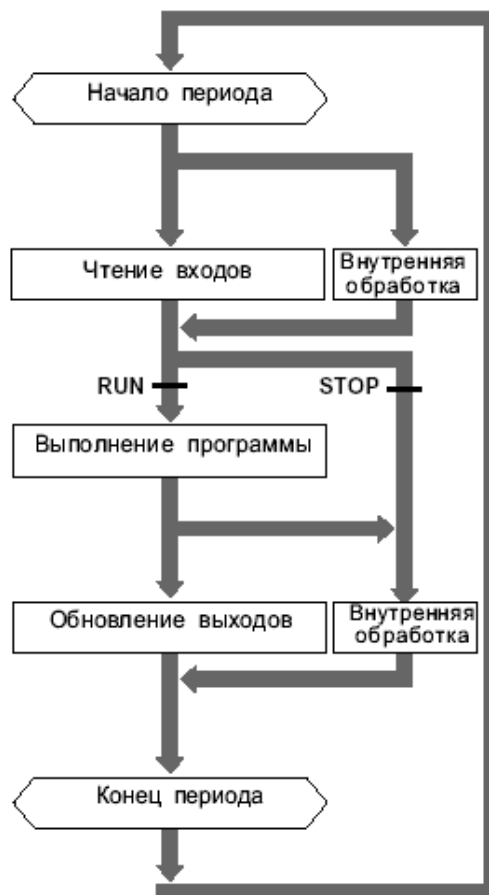 Начало периода
Чтение входов
Внутренняя
обработка
RUN
STOP
Выполнение программы
Обновление выходов
Внутренняя
обработка
Конец периода